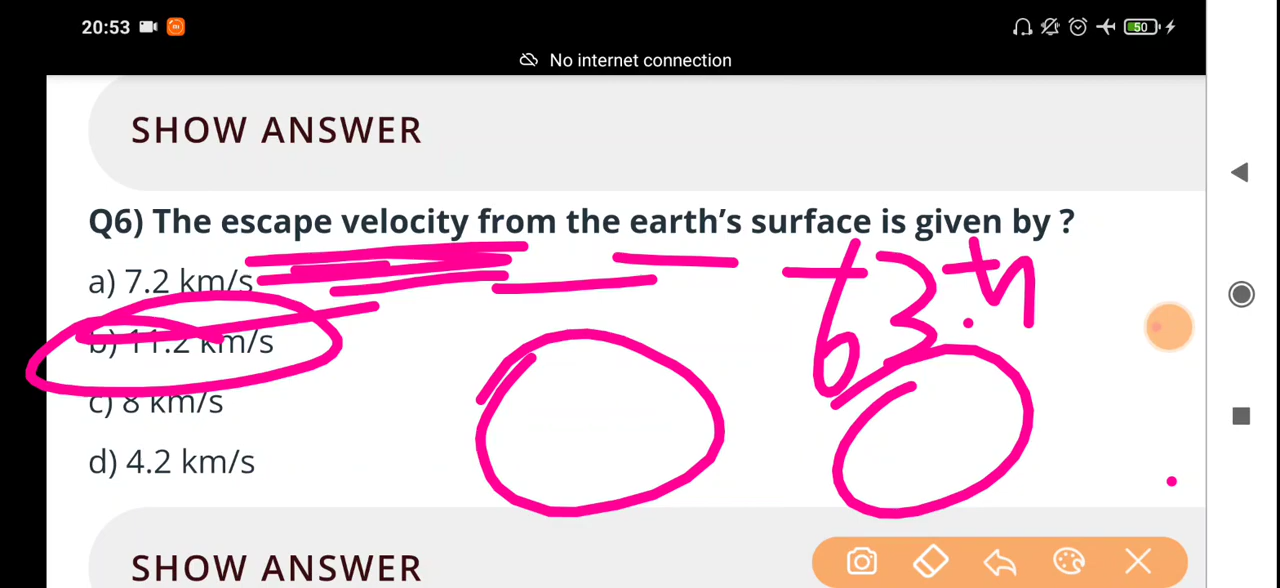 20:53
50
No internet connection
SHOW ANSWER
Q6) The escape velocity from the earth's surface is given by ?
a) 7.2 km/s
b) 11.2 km/s
c) 8 km/s
d) 4.2 km/s
SHOW ANSWER